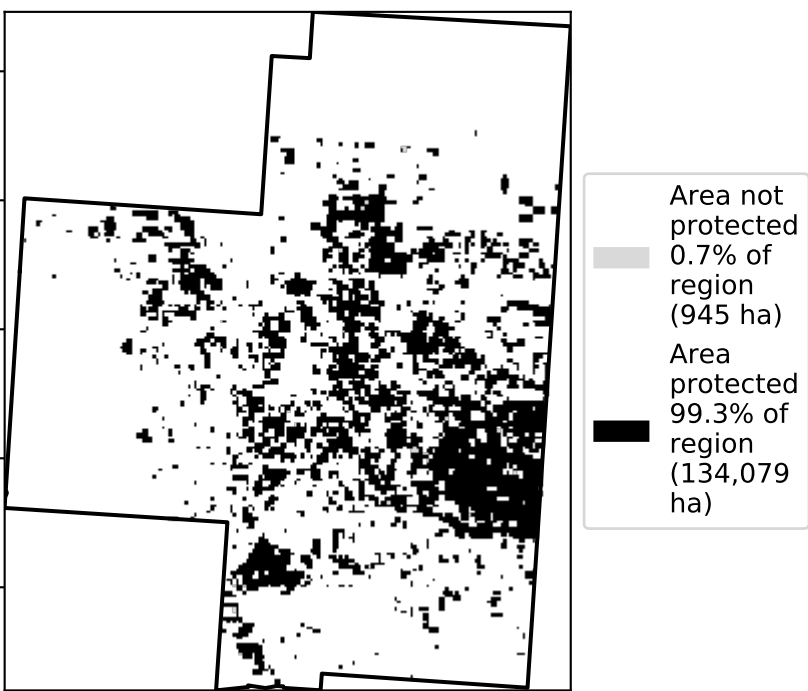 Area not
protected
0.7% of
region
(945 ha)
Area
protected
99.3% of
region
(134,079
ha)